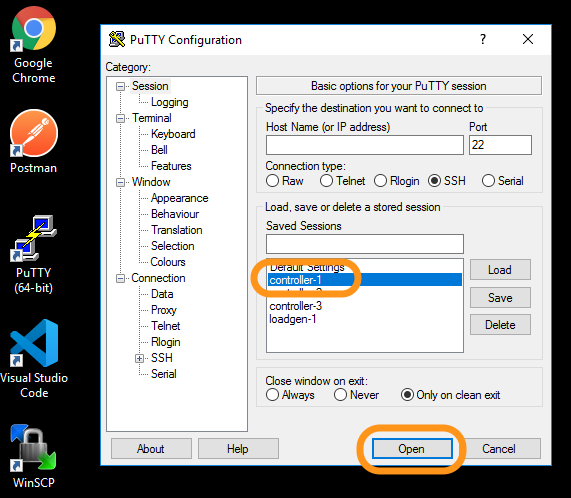 Google
Chrome
Postman
PuTTY
(64-bit)
Visual Studio
Code
WinSCP
PuTTY Configuration
?
Category:
Session
Logging
Terminal
Keyboard
Bell
Features
Window
Appearance
Behaviour
Translation
Selection
Colours
Connection
Data
Proxy
Telnet
Rlogin
SSH
Serial
Basic options for your PuTTY session
Specify the destination you want to connect to
Host Name (or IP address) Port
22
Connection type:
Raw Telnet Rlogin SSH Serial
Load, save or delete a stored session
Saved Sessions
Default Settings
controller-1
controller-3
loadgen-1
Load
Save
Delete
Close window on exit:
Always Never Only on clean exit
About Help Open Cancel